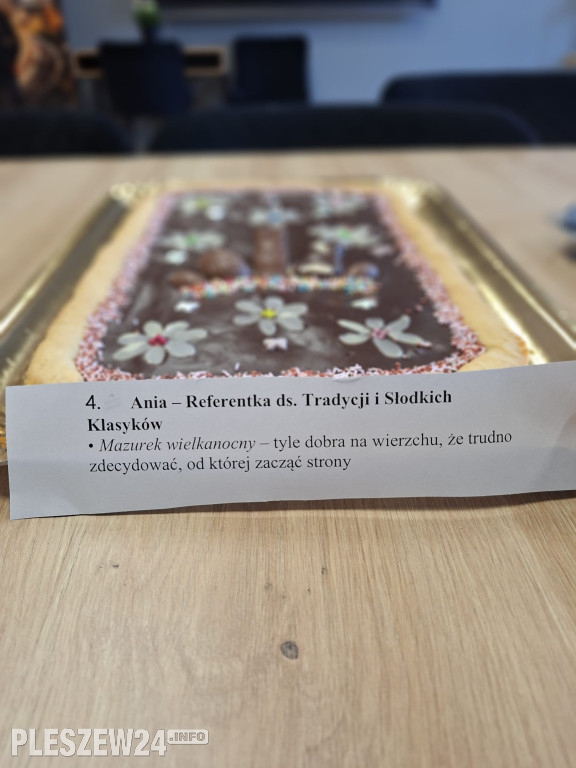 4. Ania – Referentka ds. Tradycji i Słodkich
Klasyków
• Mazurek wielkanocny – tyle dobra na wierzchu, że trudno
zdecydować, od której zacząć strony
PLESZEW24.INFO